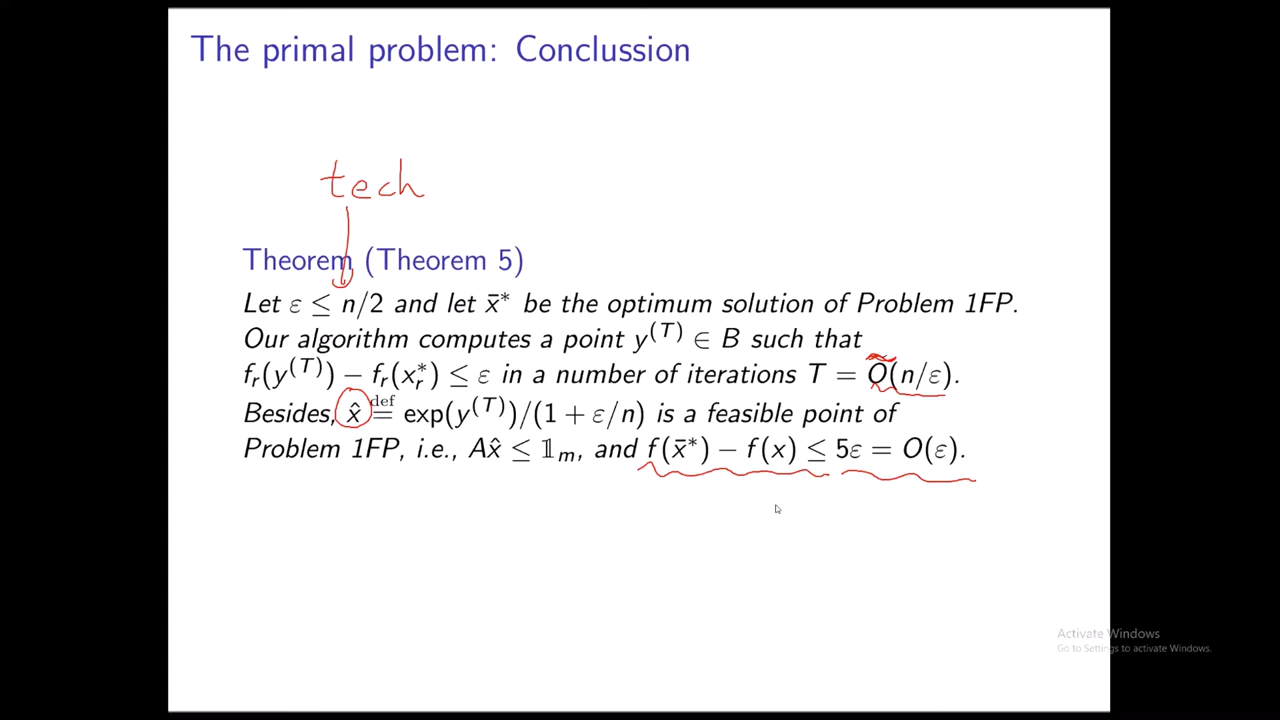 The primal problem: Conclussion
tech
Theorem (Theorem 5)
Let ε ≤ n/2 and let x̄* be the optimum solution of Problem 1FP.
Our algorithm computes a point y^(T) ∈ B such that
f_r(y^(T)) − f_r(x_r^*) ≤ ε in a number of iterations T = Õ(n/ε).
Besides, x̂ def= exp(y^(T))/(1 + ε/n) is a feasible point of
Problem 1FP, i.e., Ax̂ ≤ 𝟙_m, and f(x̄*) − f(x) ≤ 5ε = O(ε).
Activate Windows
Go to Settings to activate Windows.